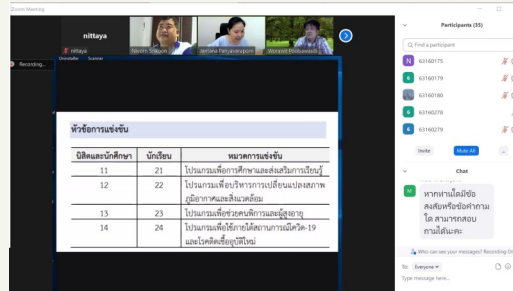 Zoom Meeting
Recording...
nittaya
nittaya
Nisorn Srisoon
Jantana Panyavaraporn
Worawit Phothawasin
Participants (35)
Find a participant
N 63160175
6 63160179
63160180
6 63160278
6 63160279
Invite
Mute All
...
หัวข้อการแข่งขัน
นิสิตและนักศึกษา นักเรียน หมวดการแข่งขัน
11 21 โปรแกรมเพื่อการศึกษาและส่งเสริมการเรียนรู้
12 22 โปรแกรมเพื่อบริหารการเปลี่ยนแปลงสภาพ
ภูมิอากาศและสิ่งแวดล้อม
13 23 โปรแกรมเพื่อช่วยคนพิการและผู้สูงอายุ
14 24 โปรแกรมเพื่อใช้ภายใต้สถานการณ์โควิด-19
และโรคติดเชื้ออุบัติใหม่
Chat
M
หากท่านใดมีข้อ
สงสัยหรือข้อคำถาม
ใด สามารถสอบ
ถามได้นะคะ
Who can see your messages? Recording On
To: Everyone
Type message here...